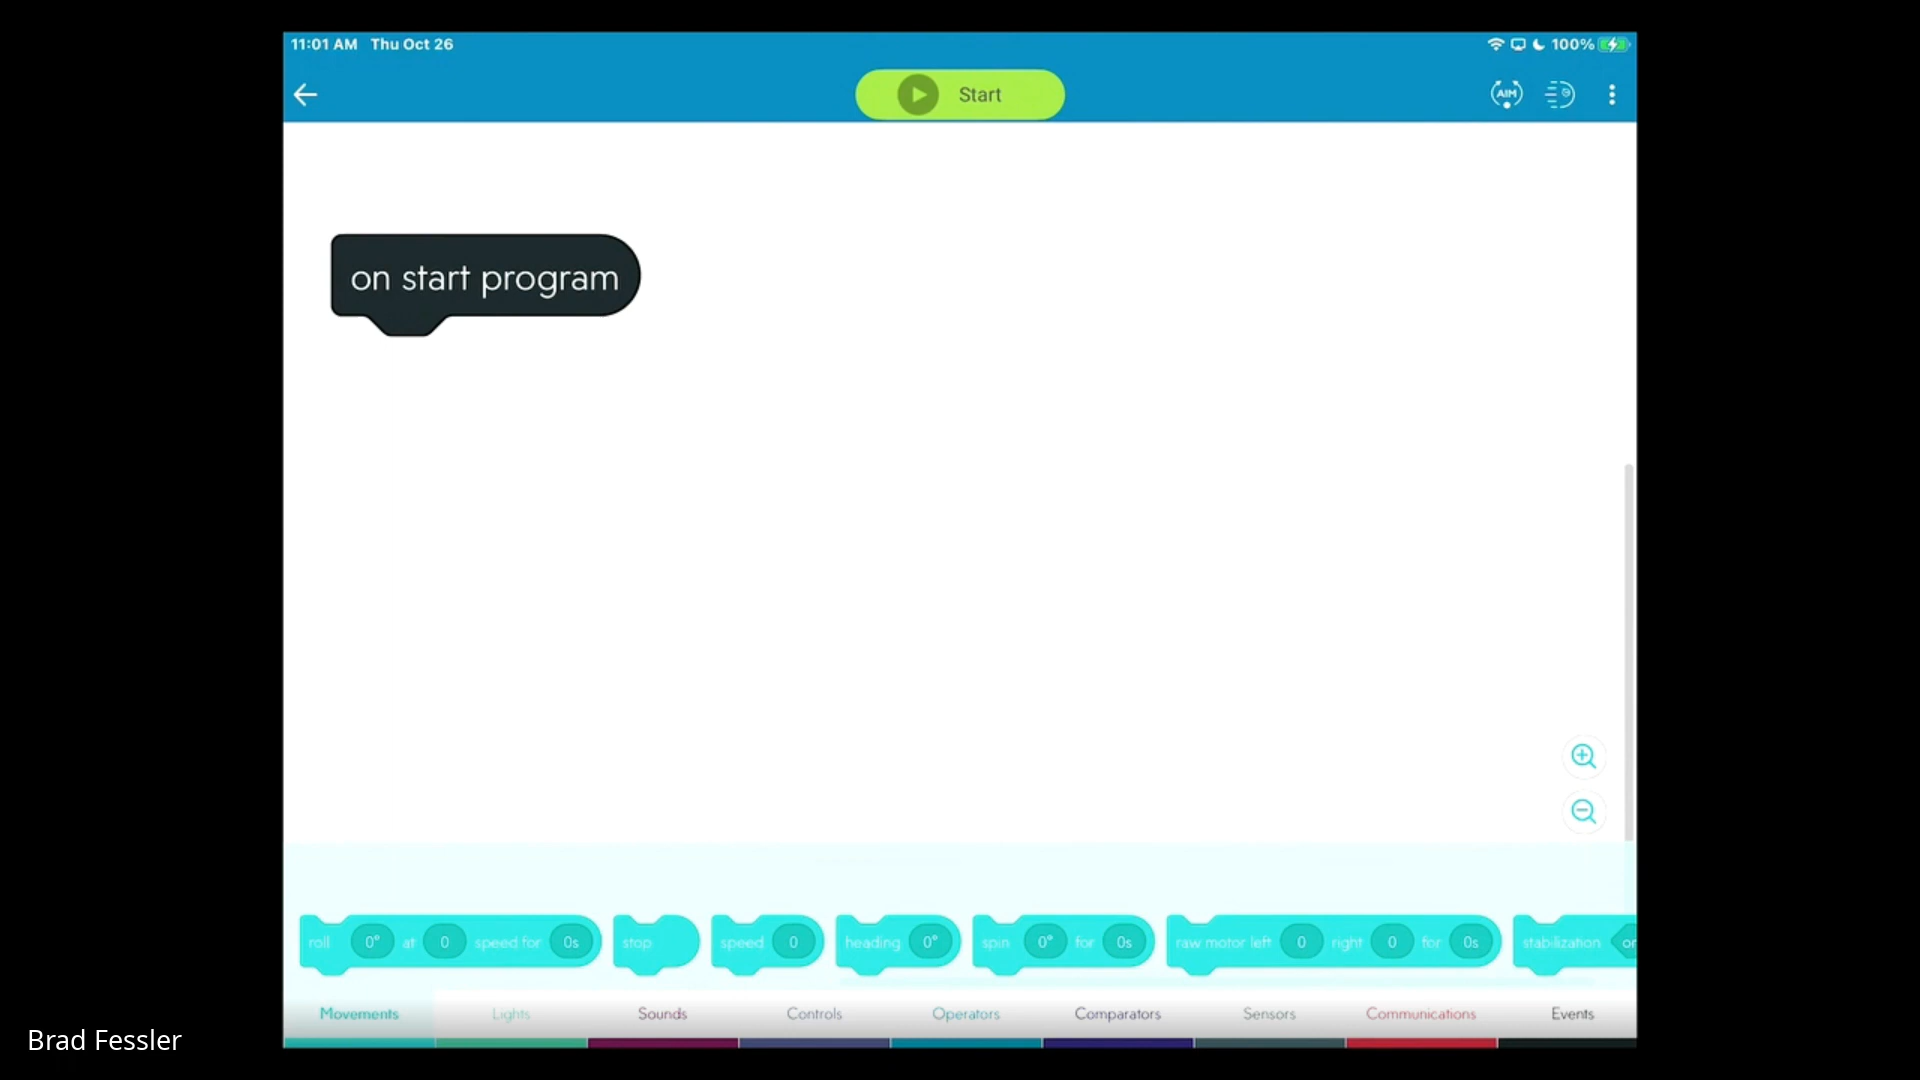 11:01 AM Thu Oct 26
100%
Start
AIM
on start program
roll 0° at 0 speed for 0s
stop
speed 0
heading 0°
spin 0° for 0s
raw motor left 0 right 0 for 0s
stabilization on
Movements
Lights
Sounds
Controls
Operators
Comparators
Sensors
Communications
Events
Brad Fessler